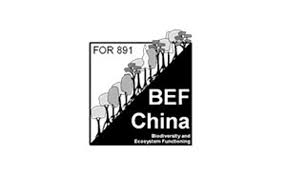 FOR 891
BEF
China
Biodiversity and
Ecosystem Functioning